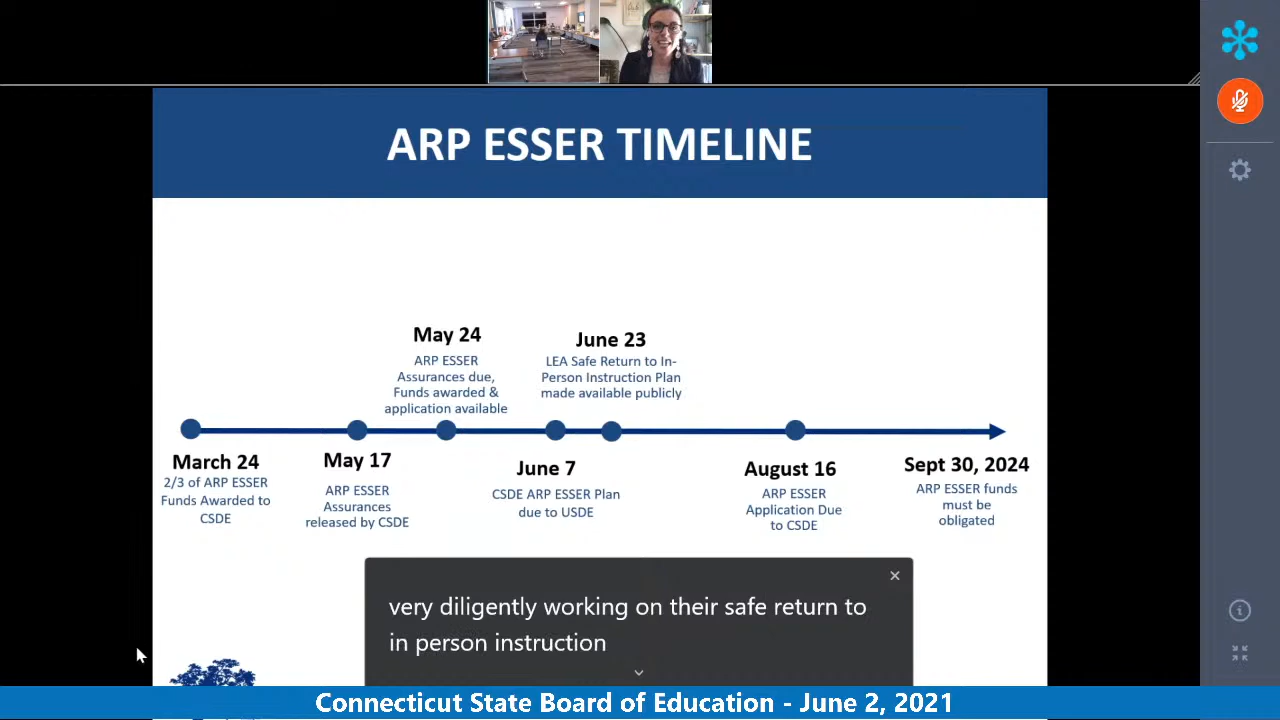 ARP ESSER TIMELINE
May 24
ARP ESSER
Assurances due,
Funds awarded &
application available
June 23
LEA Safe Return to In-
Person Instruction Plan
made available publicly
March 24
2/3 of ARP ESSER
Funds Awarded to
CSDE
May 17
ARP ESSER
Assurances
released by CSDE
June 7
CSDE ARP ESSER Plan
due to USDE
August 16
ARP ESSER
Application Due
to CSDE
Sept 30, 2024
ARP ESSER funds
must be
obligated
very diligently working on their safe return to
in person instruction
Connecticut State Board of Education - June 2, 2021